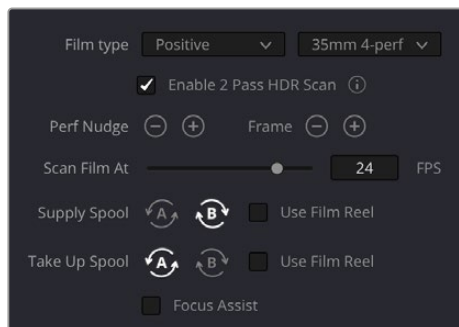 Film type Positive 35mm 4-perf
Enable 2 Pass HDR Scan i
Perf Nudge Frame
Scan Film At 24 FPS
Supply Spool A B Use Film Reel
Take Up Spool A B Use Film Reel
Focus Assist